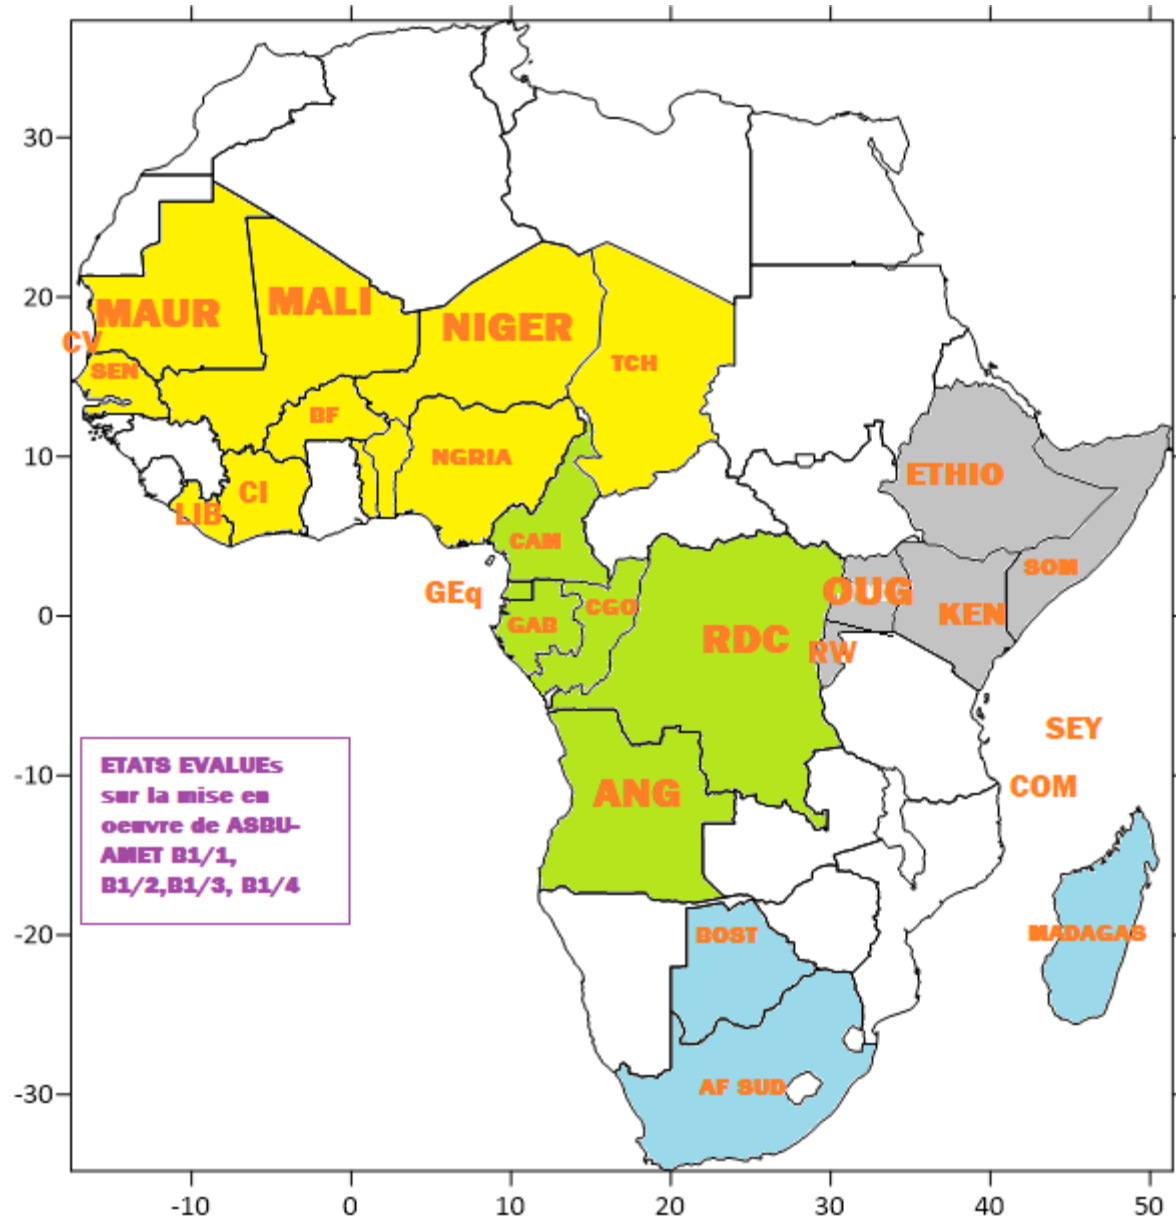 30
20
10
0
-10
-20
-30
-10
0
10
20
30
40
50
MAUR
MALI
NIGER
TCH
CV
SEN
BF
NGRIA
CI
LIB
CAM
GEq
GAB
CGO
RDC
ANG
ETHIO
SOM
OUG
KEN
RW
SEY
COM
MADAGAS
BOST
AF SUD
ETATS EVALUEs
sur la mise en
oeuvre de ASBU-
AMET B1/1,
B1/2,B1/3, B1/4